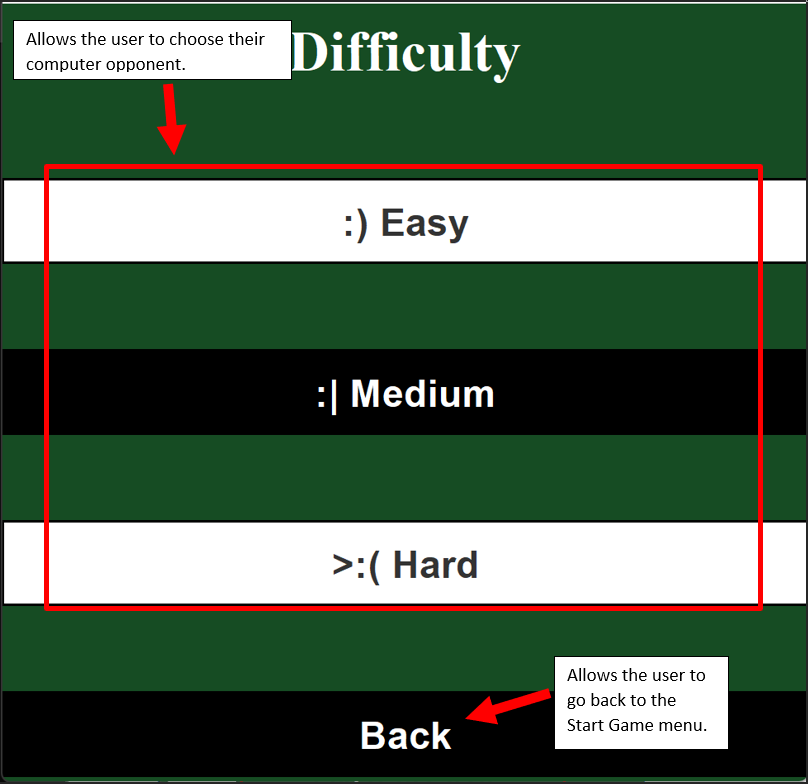 Allows the user to choose their
computer opponent.
Difficulty
:) Easy
:| Medium
>:( Hard
Allows the user to
go back to the
Start Game menu.
Back